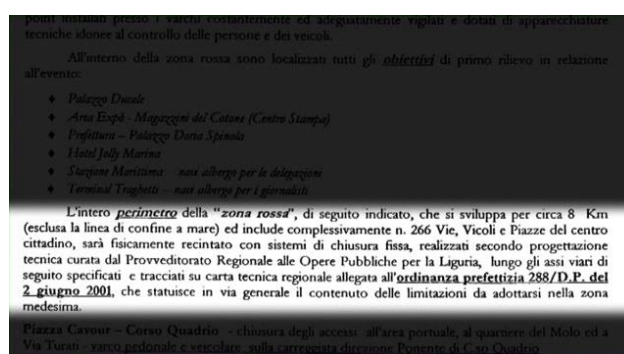 point installati presso i varchi costantemente ed adeguatamente vigilati e dotati di apparecchiature
tecniche idonee al controllo delle persone e dei veicoli.
All'interno della zona rossa sono localizzati tutti gli obiettivi di primo rilievo in relazione
all'evento:
♦ Palazzo Ducale
♦ Area Expò - Magazzini del Cotone (Centro Stampa)
♦ Prefettura – Palazzo Doria Spinola
♦ Hotel Jolly Marina
♦ Stazione Marittima navi albergo per le delegazioni
♦ Terminal Traghetti – navi albergo per i giornalisti
L'intero perimetro della "zona rossa", di seguito indicato, che si sviluppa per circa 8 Km
(esclusa la linea di confine a mare) ed include complessivamente n. 266 Vie, Vicoli e Piazze del centro
cittadino, sarà fisicamente recintato con sistemi di chiusura fissa, realizzati secondo progettazione
tecnica curata dal Provveditorato Regionale alle Opere Pubbliche per la Liguria, lungo gli assi viari di
seguito specificati e tracciati su carta tecnica regionale allegata all'ordinanza prefettizia 288/D.P. del
2 giugno 2001, che statuisce in via generale il contenuto delle limitazioni da adottarsi nella zona
medesima.
Piazza Cavour – Corso Quadrio - chiusura degli accessi all'area portuale, al quartiere del Molo ed a
Via Turati - varco pedonale e veicolare sulla carreggiata direzione Ponente di C.so Quadrio